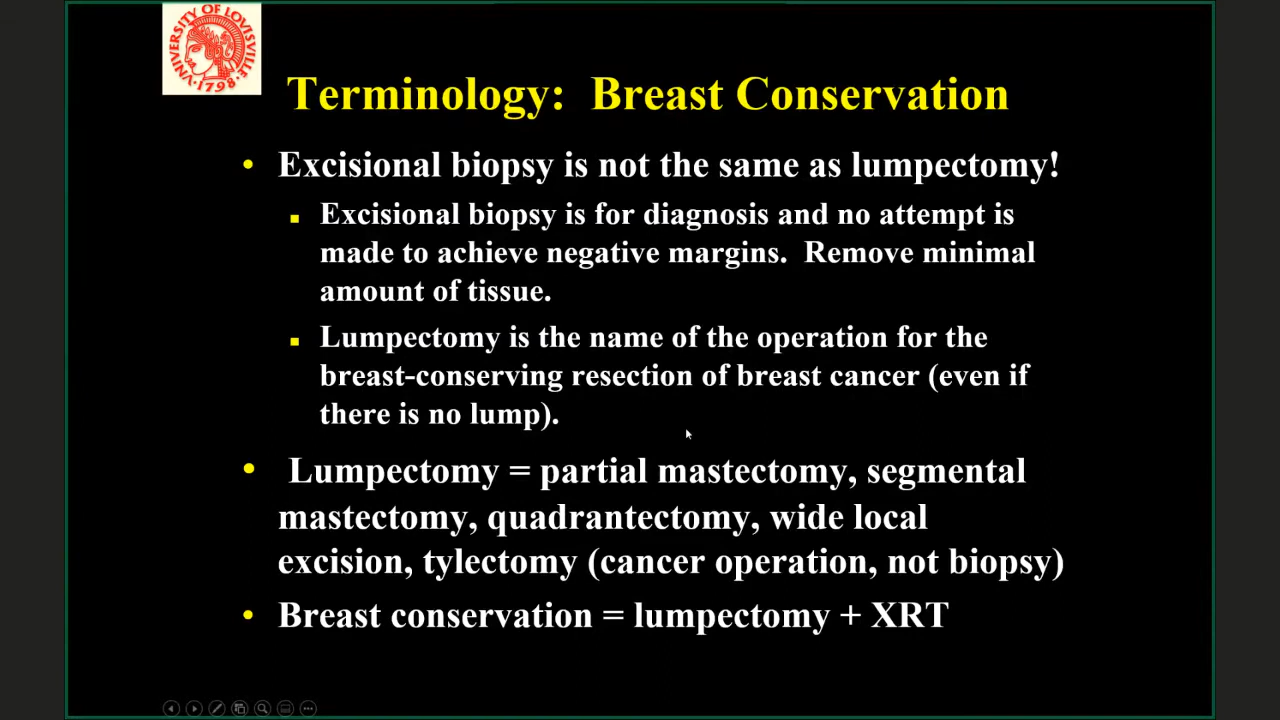 VNIVERSITY OF LOVISVILLE
1798
Terminology: Breast Conservation
• Excisional biopsy is not the same as lumpectomy!
▪ Excisional biopsy is for diagnosis and no attempt is
made to achieve negative margins. Remove minimal
amount of tissue.
▪ Lumpectomy is the name of the operation for the
breast-conserving resection of breast cancer (even if
there is no lump).
• Lumpectomy = partial mastectomy, segmental
mastectomy, quadrantectomy, wide local
excision, tylectomy (cancer operation, not biopsy)
• Breast conservation = lumpectomy + XRT